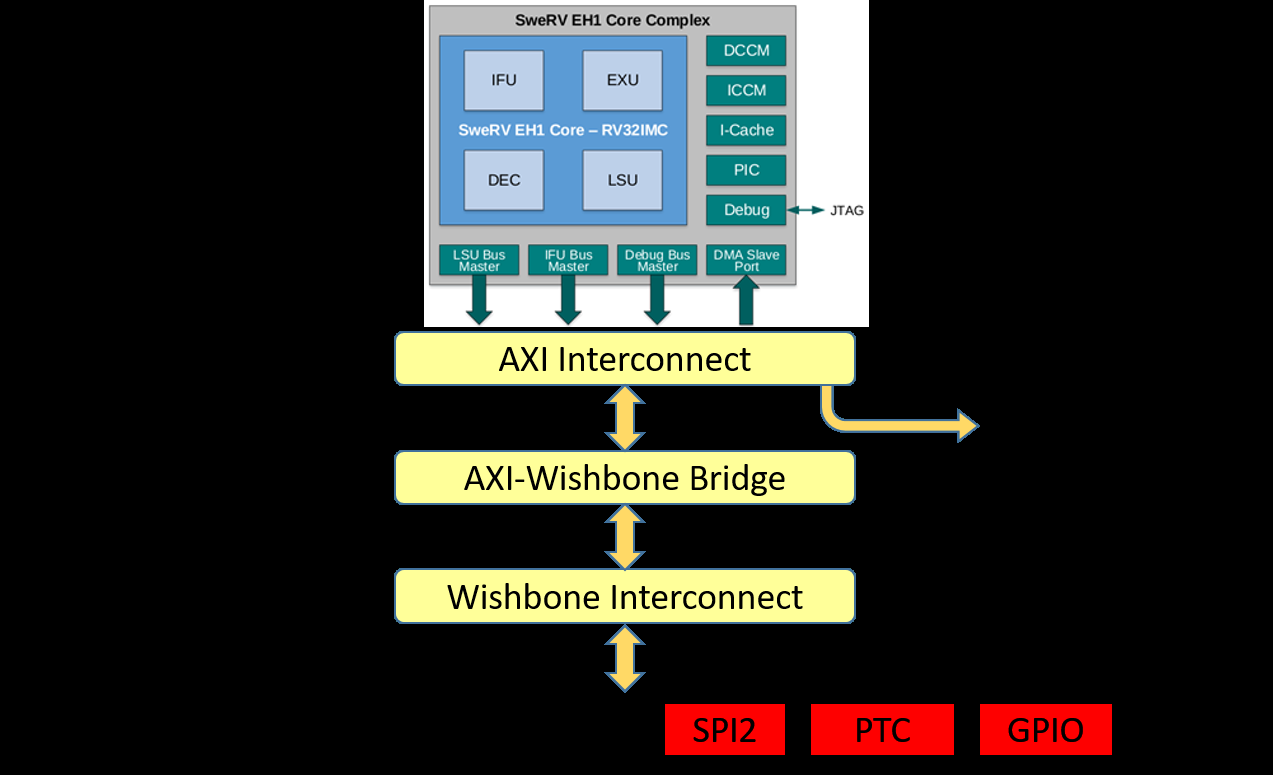 SweRV EH1 Core Complex
IFU
EXU
SweRV EH1 Core – RV32IMC
DEC
LSU
DCCM
ICCM
I-Cache
PIC
Debug
JTAG
LSU Bus
Master
IFU Bus
Master
Debug Bus
Master
DMA Slave
Port
AXI Interconnect
AXI-Wishbone Bridge
Wishbone Interconnect
SPI2
PTC
GPIO